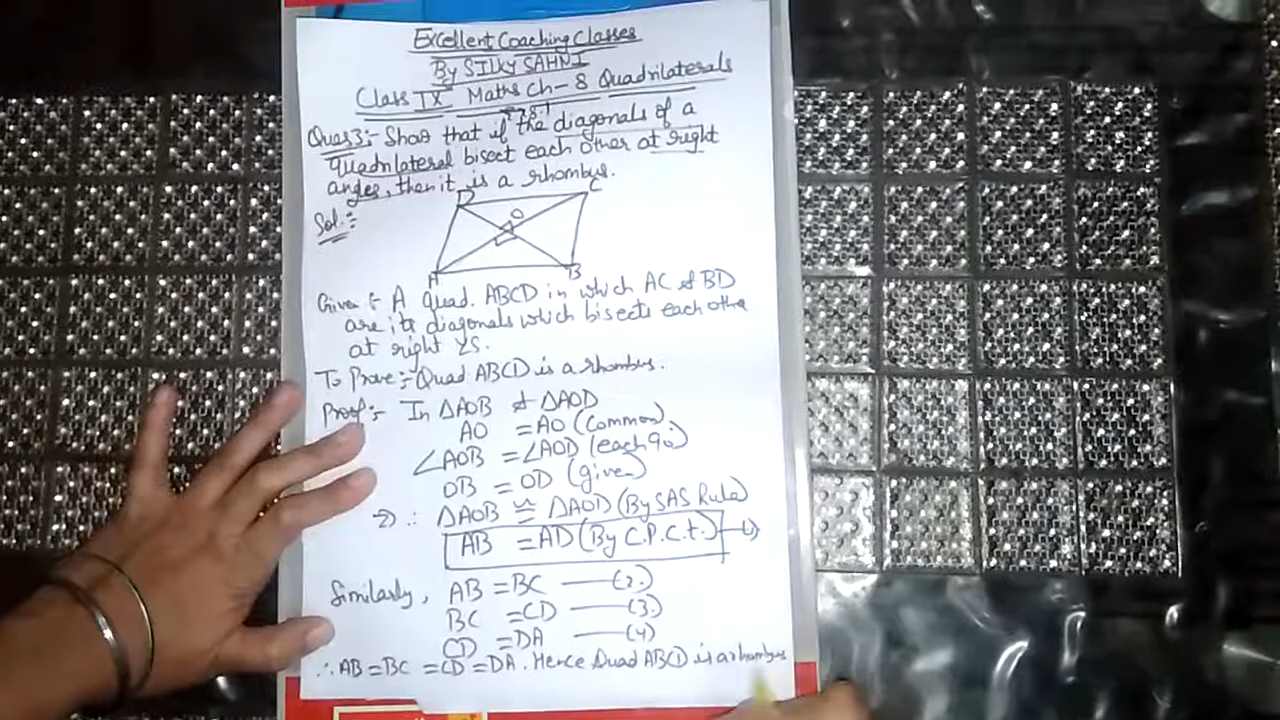 Excellent Coaching Classes
By SILKY SAHNI
Class IX Maths Ch-8 Quadrilaterals
Ques3:- Show that if the diagonals of a
quadrilateral bisect each other at right
angles, then it is a rhombus.
Sol.:-
D C
O
A B
Given :- A quad. ABCD in which AC & BD
are its diagonals which bisects each other
at right ∠S.
To Prove :- Quad ABCD is a rhombus.
Proof :- In △AOB & △AOD
AO = AO (Common)
∠AOB = ∠AOD (each 90°)
OB = OD (given)
⇒ ∴ △AOB ≅ △AOD (By SAS Rule)
AB = AD (By C.P.C.t.) —(1)
Similarly, AB = BC —(2.)
BC = CD —(3.)
CD = DA —(4)
∴ AB = BC = CD = DA. Hence Quad ABCD is a rhombus